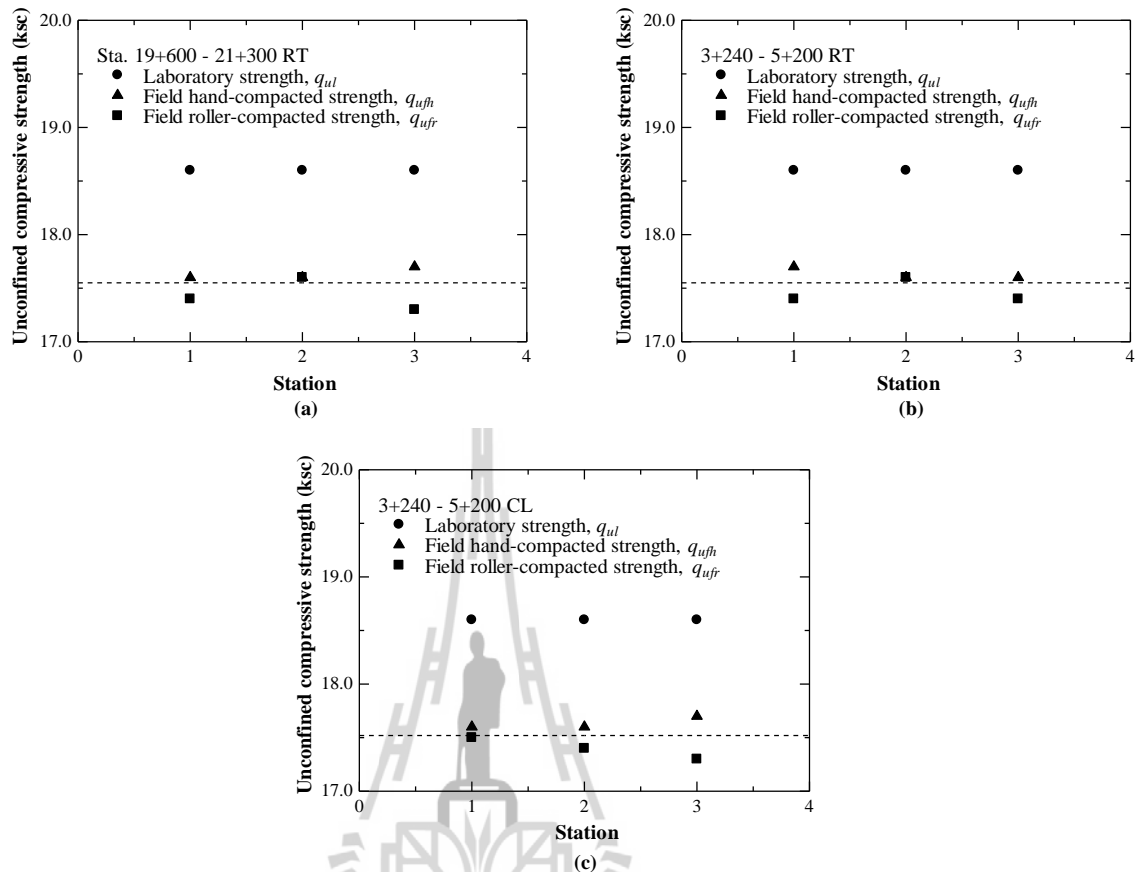 Unconfined compressive strength (ksc)
20.0
19.0
18.0
17.0
Sta. 19+600 - 21+300 RT
Laboratory strength, qul
Field hand-compacted strength, qufh
Field roller-compacted strength, qufr
0 1 2 3 4
Station
(a)
Unconfined compressive strength (ksc)
20.0
19.0
18.0
17.0
3+240 - 5+200 RT
Laboratory strength, qul
Field hand-compacted strength, qufh
Field roller-compacted strength, qufr
0 1 2 3 4
Station
(b)
Unconfined compressive strength (ksc)
20.0
19.0
18.0
17.0
3+240 - 5+200 CL
Laboratory strength, qul
Field hand-compacted strength, qufh
Field roller-compacted strength, qufr
0 1 2 3 4
Station
(c)